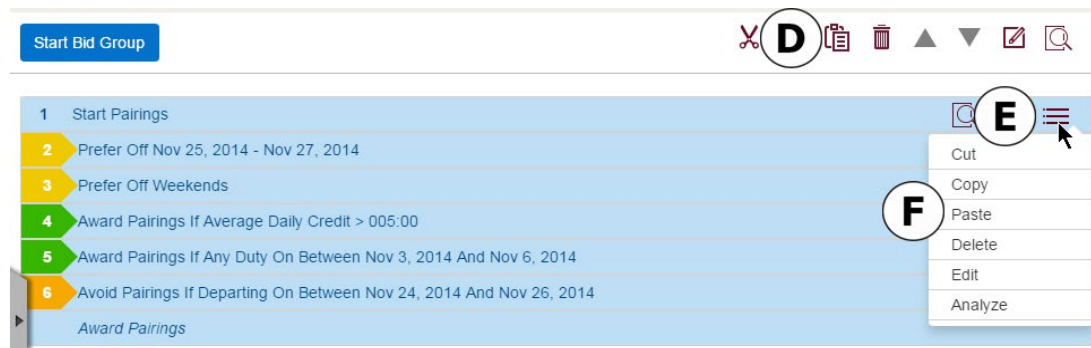 Start Bid Group
D
1 Start Pairings
E
2 Prefer Off Nov 25, 2014 - Nov 27, 2014
Cut
3 Prefer Off Weekends
Copy
F
Paste
4 Award Pairings If Average Daily Credit > 005:00
Delete
5 Award Pairings If Any Duty On Between Nov 3, 2014 And Nov 6, 2014
Edit
6 Avoid Pairings If Departing On Between Nov 24, 2014 And Nov 26, 2014
Analyze
Award Pairings